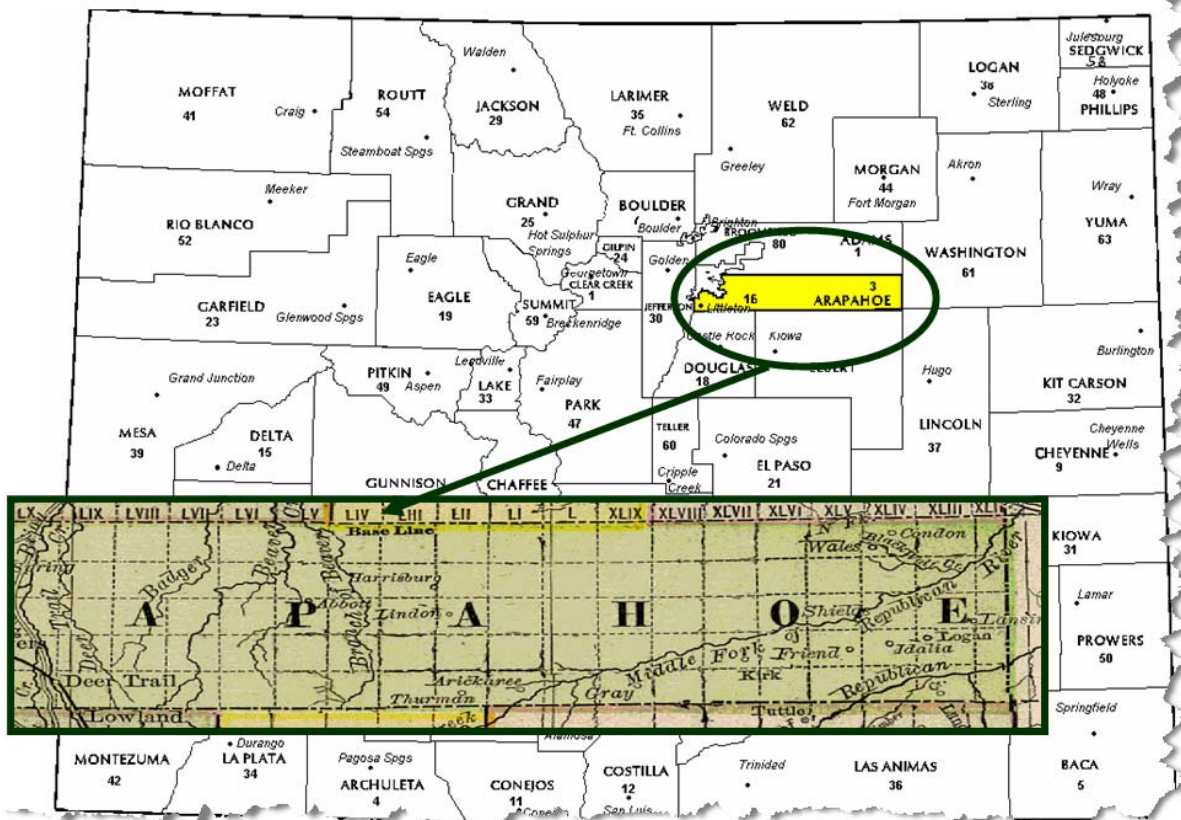 Julesburg
SEDGWICK
58
Holyoke
48
PHILLIPS
LOGAN
38
Sterling
Walden
JACKSON
29
MOFFAT
41
Craig
ROUTT
54
Steamboat Spgs
LARIMER
35
Ft. Collins
WELD
62
Greeley
MORGAN
44
Fort Morgan
Akron
WASHINGTON
61
Wray
YUMA
63
Meeker
RIO BLANCO
52
GRAND
25
Hot Sulphur
Springs
BOULDER
Boulder
Brighton
80
ADAMS
1
GILPIN
24
Golden
Georgetown
CLEAR CREEK
1
Eagle
EAGLE
19
SUMMIT
59
Breckenridge
JEFFERSON
30
16
Littleton
3
ARAPAHOE
GARFIELD
23
Glenwood Spgs
Castle Rock
DOUGLAS
18
Kiowa
ELBERT
Hugo
LINCOLN
37
Burlington
KIT CARSON
32
PITKIN
49
Aspen
Leadville
LAKE
33
Fairplay
PARK
47
TELLER
60
Cripple
Creek
Colorado Spgs
EL PASO
21
Cheyenne
Wells
CHEYENNE
9
Grand Junction
MESA
39
DELTA
15
Delta
GUNNISON
CHAFFEE
LX LIX LVIII LVII LVI LV LIV LIII LII LI L XLIX XLVIII XLVII XLVI XLV XLIV XLIII
Base Line
Badger
Beaver
Beaver
Harrisburg
Abbott
Lindon
Deer Trail
Arickaree
Thurman
Lowland
Gray
Middle Fork of Republican River
Wales
Condon
Shields
Friend
Kirk
Logan
Idalia
Republican
Tuttle
A P A H O E
KIOWA
31
Lamar
PROWERS
50
Springfield
BACA
5
MONTEZUMA
42
Durango
LA PLATA
34
Pagosa Spgs
ARCHULETA
4
Alamosa
CONEJOS
11
COSTILLA
12
San Luis
Trinidad
LAS ANIMAS
36